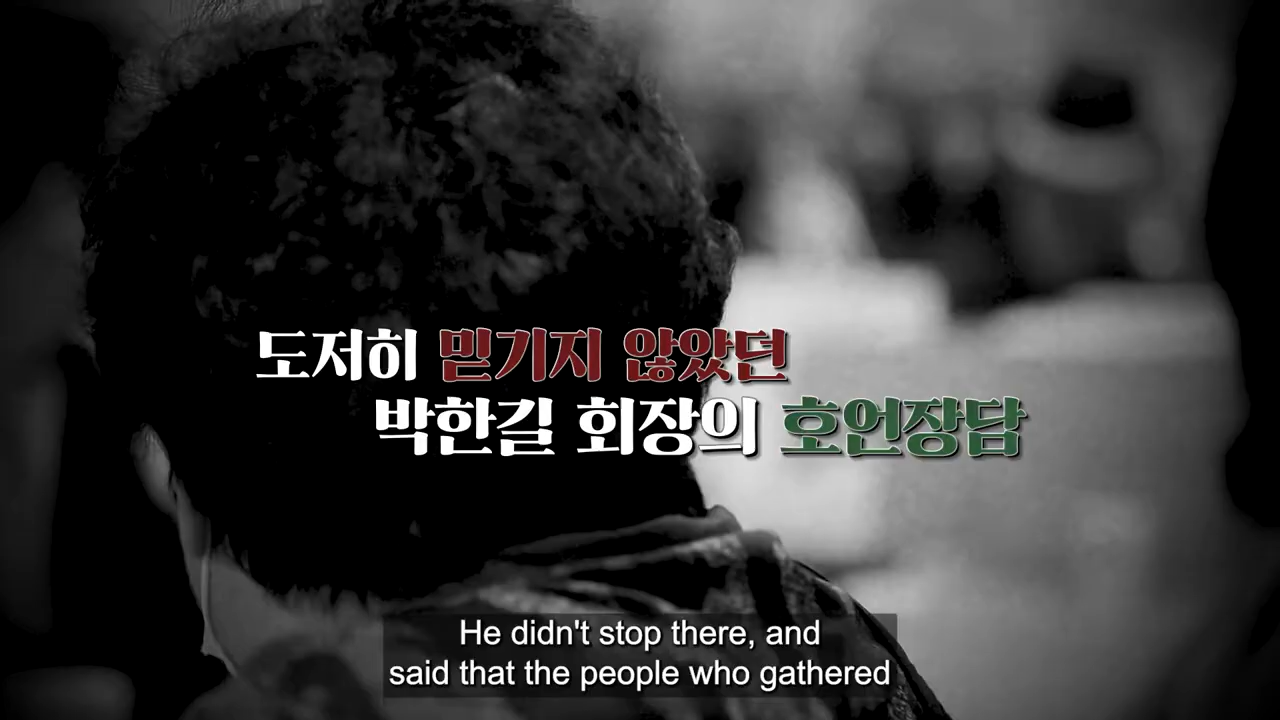 도저히 믿기지 않았던
박한길 회장의 호언장담
He didn't stop there, and
said that the people who gathered